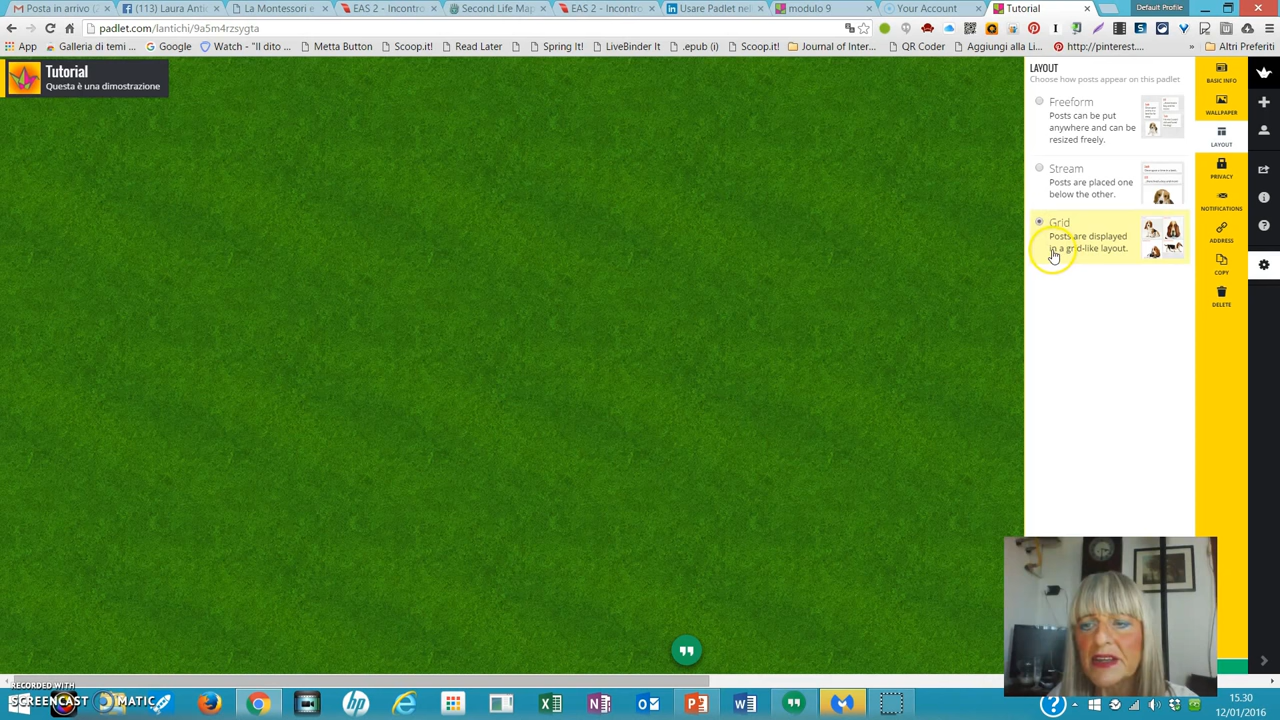 Posta in arrivo (2
(113) Laura Antic
La Montessori e
EAS 2 - Incontro
Second Life Map
EAS 2 - Incontro
Usare Padlet nel
modulo 9
Your Account
Tutorial
Default Profile
padlet.com/lantichi/9a5m4rzsygta
App
Galleria di temi ...
Google
Watch - "Il dito ...
Metta Button
Scoop.it!
Read Later
Spring It!
LiveBinder It
.epub ()
Scoop.it!
Journal of Inter...
QR Coder
Aggiungi alla Li...
http://pinterest....
»
Altri Preferiti
Tutorial
Questa è una dimostrazione
LAYOUT
Choose how posts appear on this padlet
Freeform
Posts can be put
anywhere and can be
resized freely.
Stream
Posts are placed one
below the other.
Grid
Posts are displayed
in a grid-like layout.
BASIC INFO
WALLPAPER
LAYOUT
PRIVACY
NOTIFICATIONS
ADDRESS
COPY
DELETE
RECORDED WITH
SCREENCAST
MATIC
15.30
12/01/2016